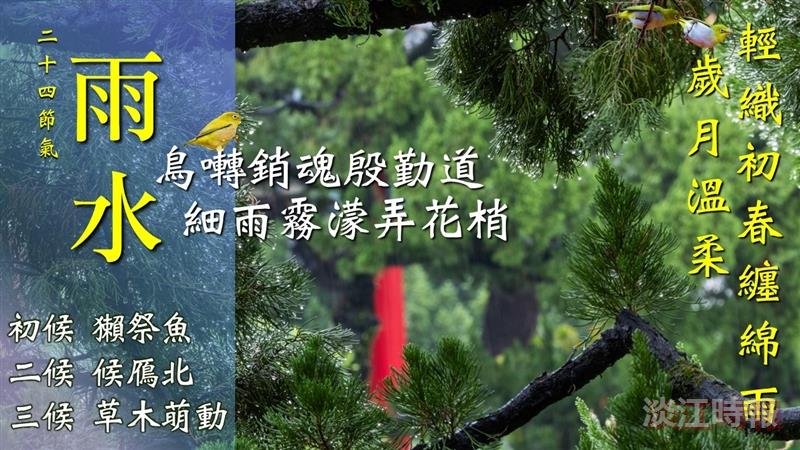 二十四節氣
雨水
鳥囀銷魂殷勤道
細雨霧濛弄花梢
初候 獺祭魚
二候 候鴈北
三候 草木萌動
輕織初春纏綿雨
歲月溫柔
淡江時報